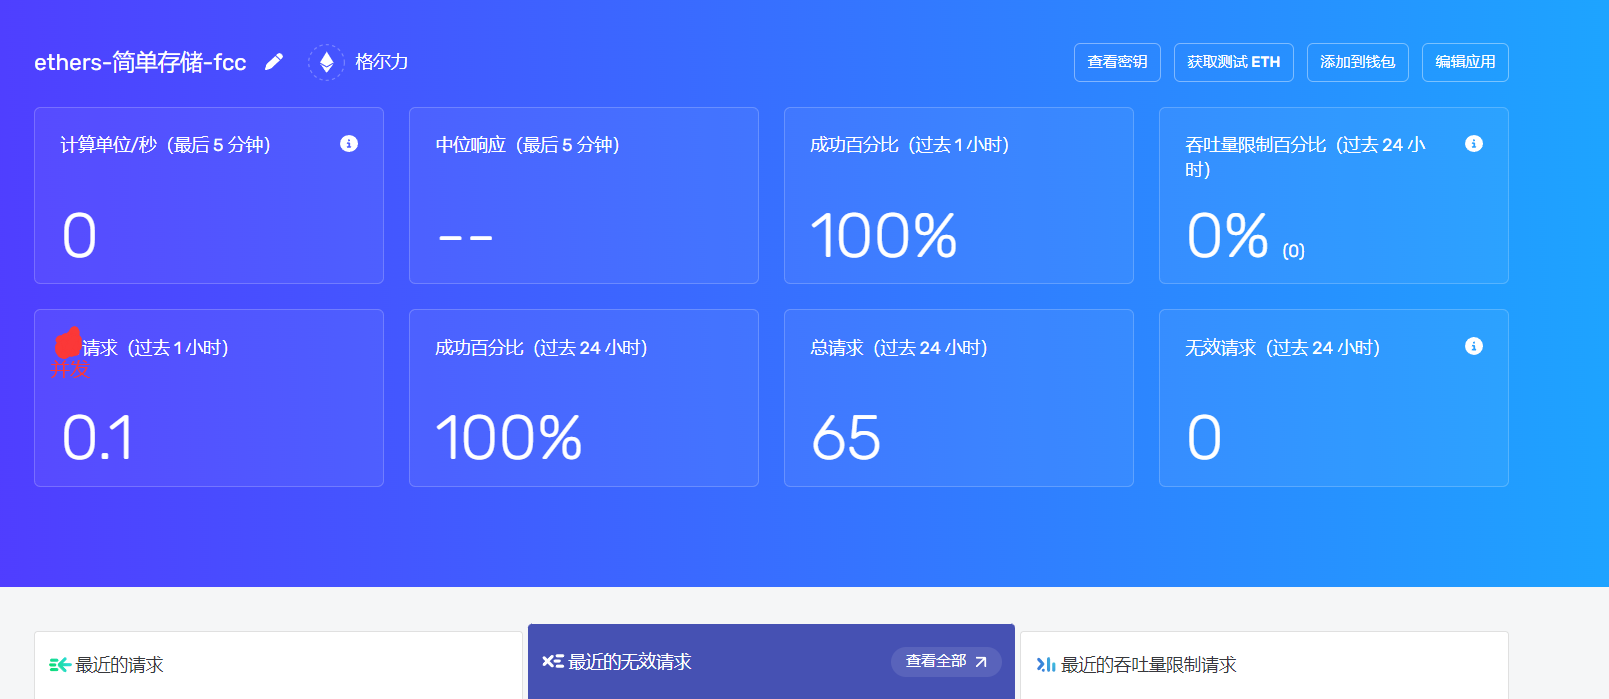 ethers-简单存储-fcc
格尔力
查看密钥
获取测试 ETH
添加到钱包
编辑应用
计算单位/秒（最后 5 分钟）
中位响应（最后 5 分钟）
成功百分比（过去 1 小时）
吞吐量限制百分比（过去 24 小
时）
0
--
100%
0% (0)
请求（过去 1 小时）
并发
成功百分比（过去 24 小时）
总请求（过去 24 小时）
无效请求（过去 24 小时）
0.1
100%
65
0
最近的请求
最近的无效请求
查看全部
最近的吞吐量限制请求